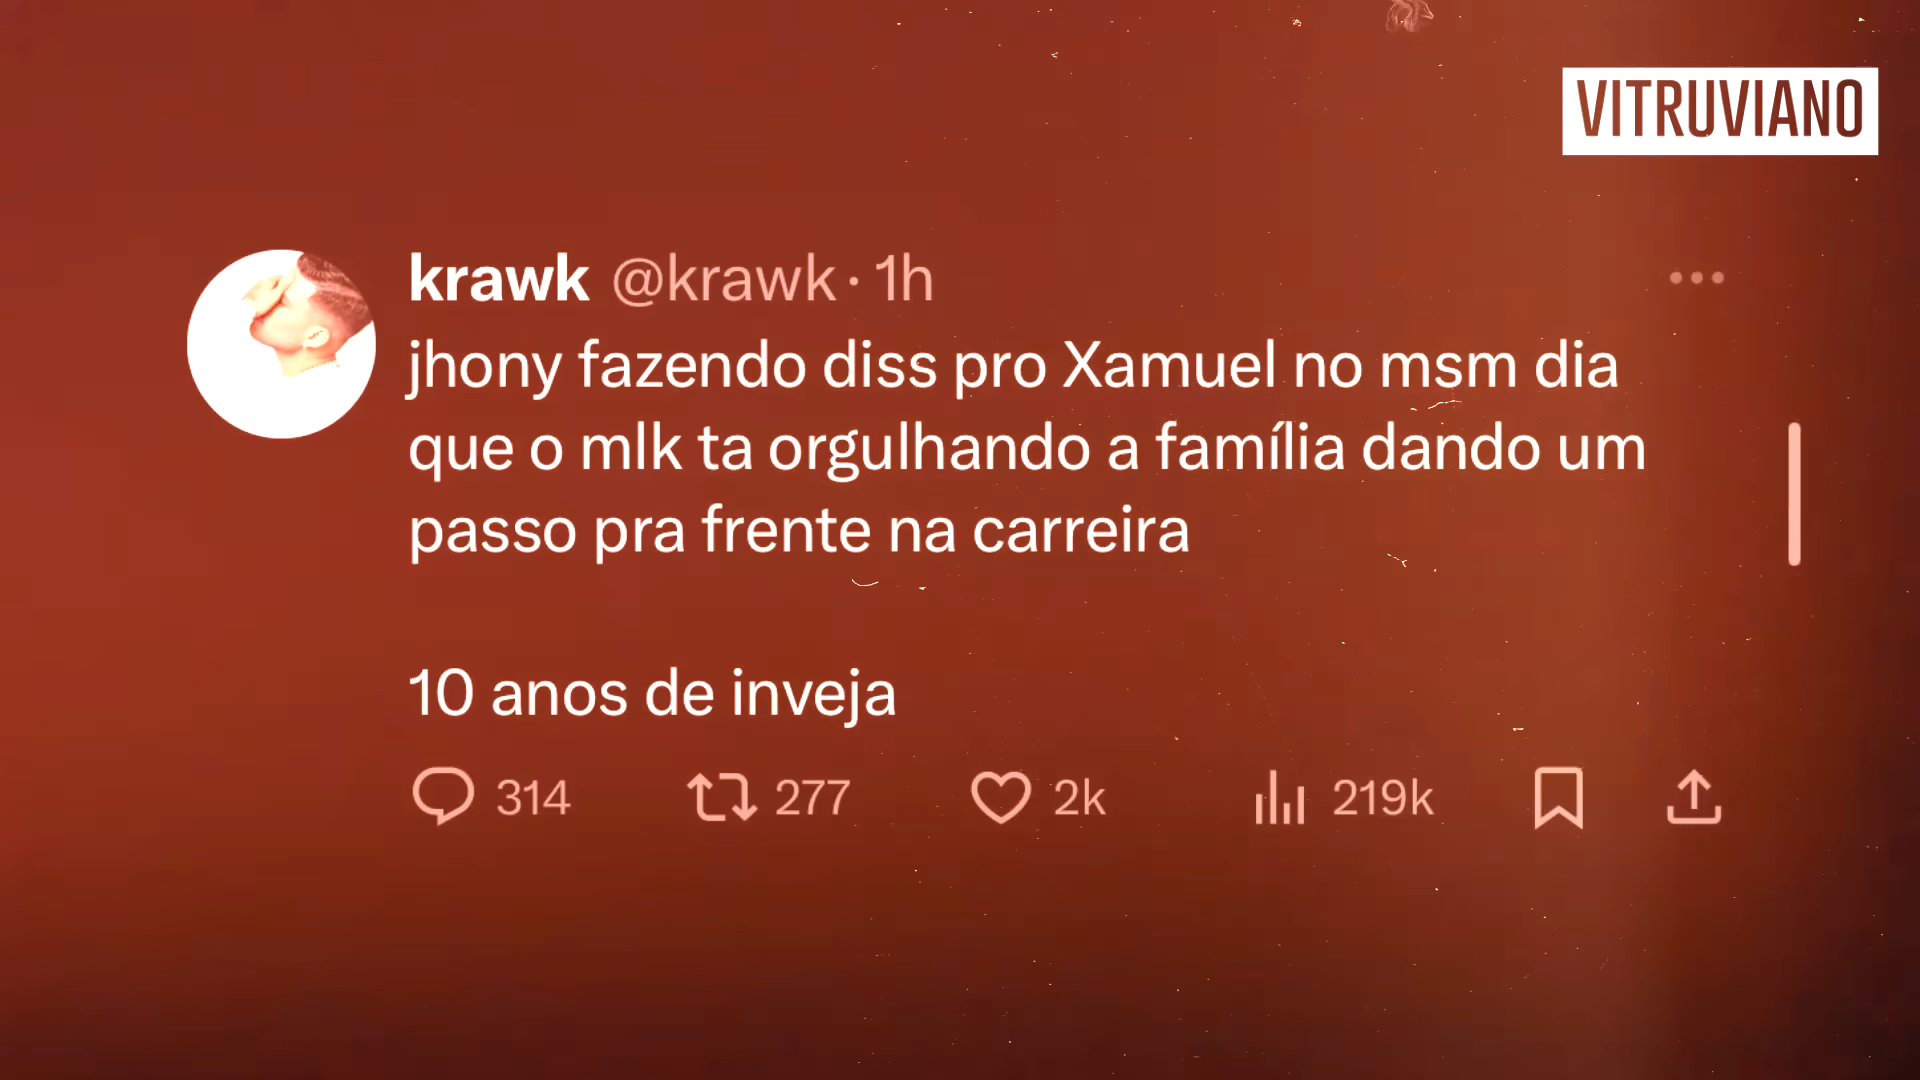 VITRUVIANO
krawk @krawk · 1h
jhony fazendo diss pro Xamuel no msm dia
que o mlk ta orgulhando a família dando um
passo pra frente na carreira
10 anos de inveja
314 277 2k 219k